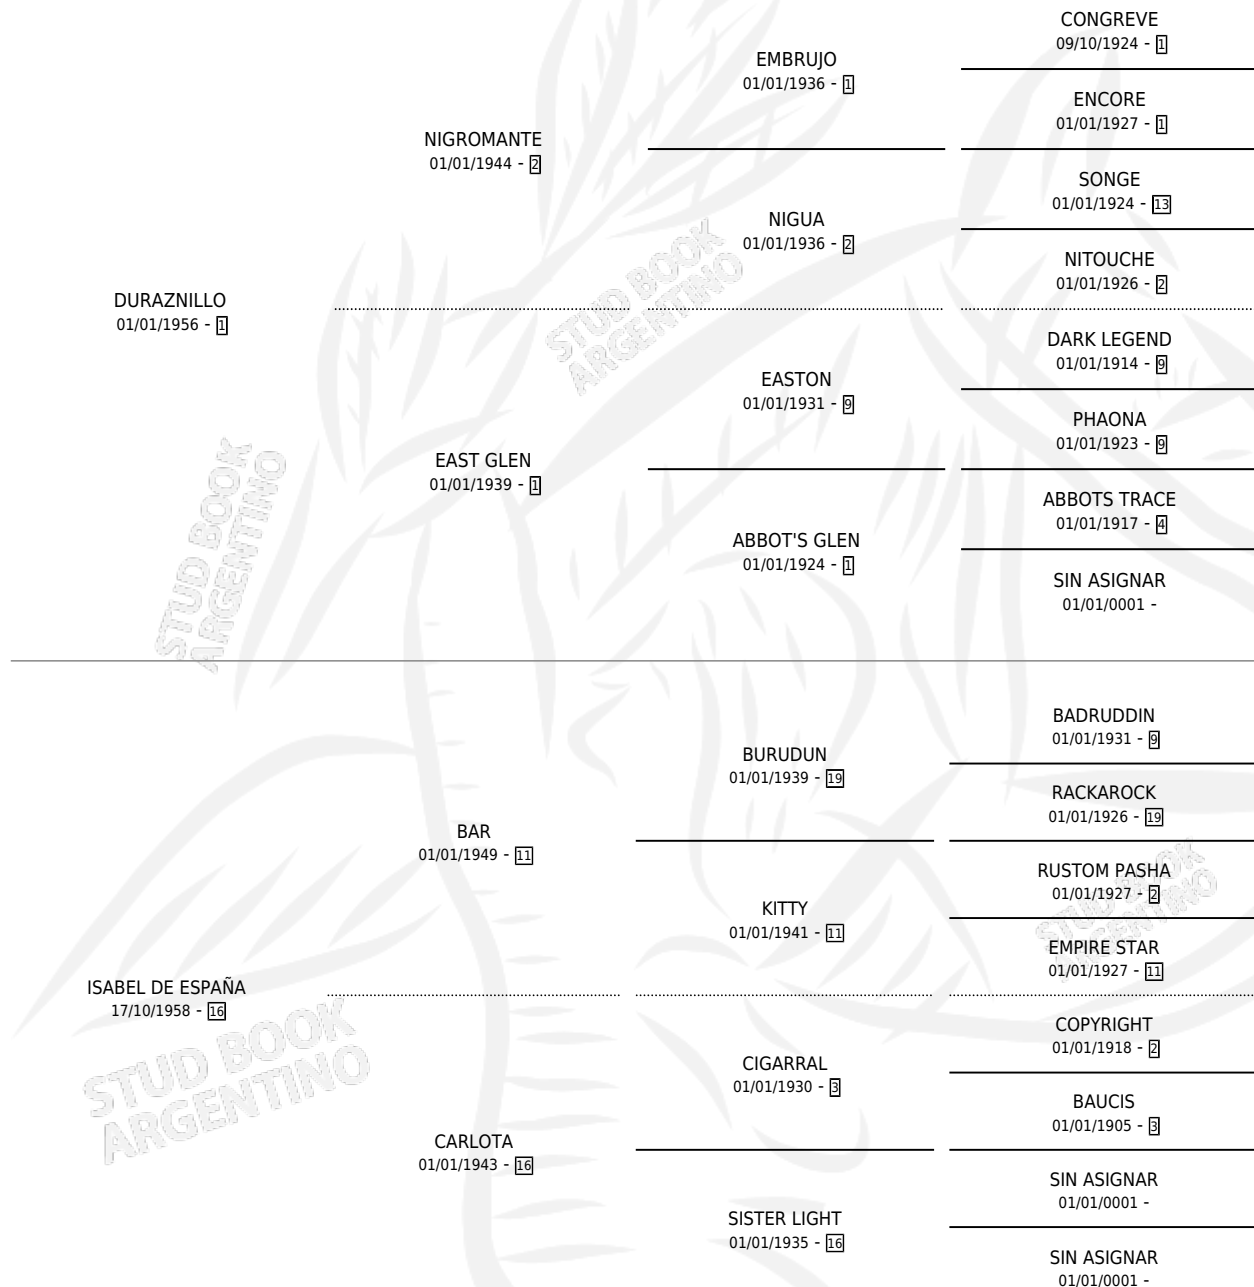 CONGREVE
09/10/1924 - 1
EMBRUJO
01/01/1936 - 1
ENCORE
01/01/1927 - 1
NIGROMANTE
01/01/1944 - 2
SONGE
01/01/1924 - 13
NIGUA
01/01/1936 - 2
NITOUCHE
01/01/1926 - 2
DURAZNILLO
01/01/1956 - 1
DARK LEGEND
01/01/1914 - 9
EASTON
01/01/1931 - 9
PHAONA
01/01/1923 - 9
EAST GLEN
01/01/1939 - 1
ABBOTS TRACE
01/01/1917 - 4
ABBOT'S GLEN
01/01/1924 - 1
SIN ASIGNAR
01/01/0001 -
STUD BOOK
ARGENTINO
STUD BOOK
ARGENTINO
BADRUDDIN
01/01/1931 - 9
BURUDUN
01/01/1939 - 19
RACKAROCK
01/01/1926 - 19
BAR
01/01/1949 - 11
RUSTOM PASHA
01/01/1927 - 2
KITTY
01/01/1941 - 11
EMPIRE STAR
01/01/1927 - 11
ISABEL DE ESPAÑA
17/10/1958 - 16
COPYRIGHT
01/01/1918 - 2
CIGARRAL
01/01/1930 - 3
BAUCIS
01/01/1905 - 3
CARLOTA
01/01/1943 - 16
SIN ASIGNAR
01/01/0001 -
SISTER LIGHT
01/01/1935 - 16
SIN ASIGNAR
01/01/0001 -
STUD BOOK
ARGENTINO
STUD BOOK
ARGENTINO